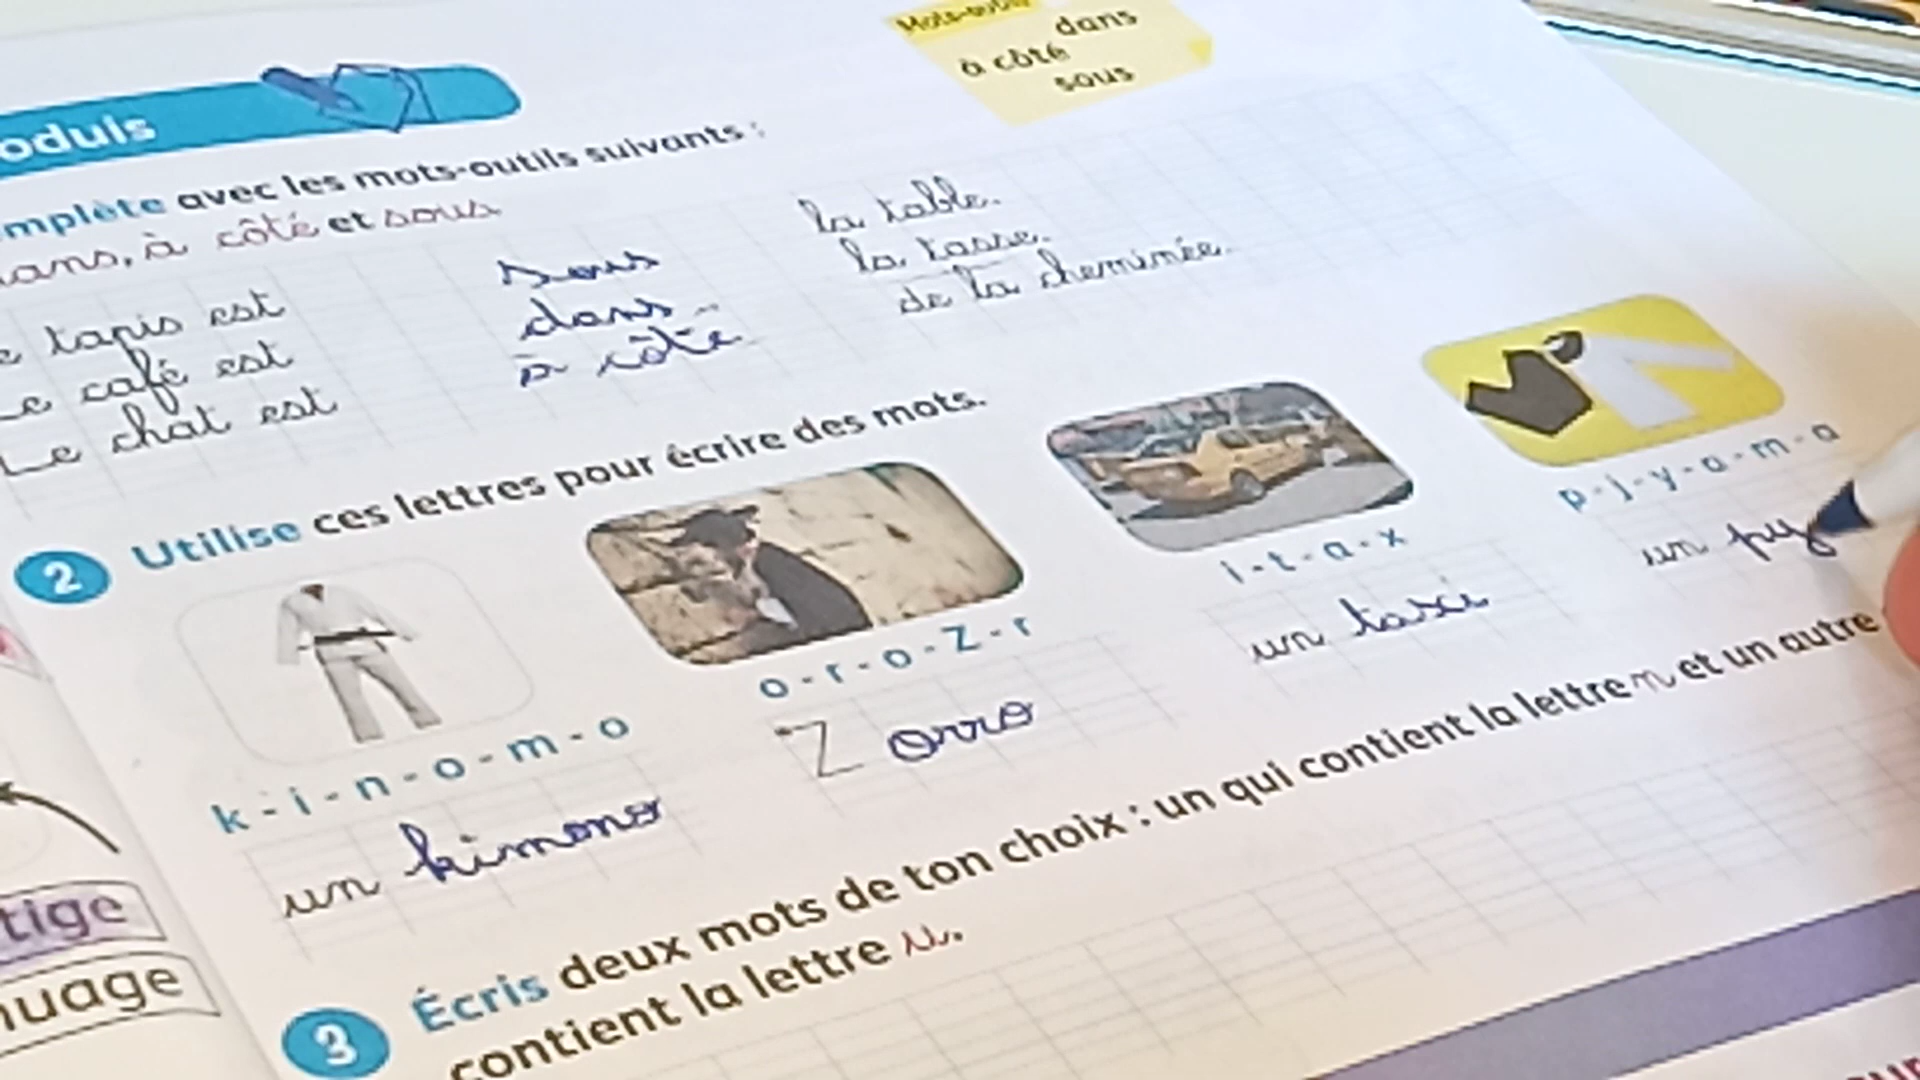 Mots-outils
dans
à côté
sous
oduis
mplète avec les mots-outils suivants :
ans, à côté et sous
e tapis est sous la table.
Le café est dans la tasse.
Le chat est à côté de la cheminée.
2 Utilise ces lettres pour écrire des mots.
k - i - n - o - m - o
un kimono
o - r - o - Z - r
Zorro
i - t - a - x
un taxi
p - j - y - a - m - a
un py
3 Écris deux mots de ton choix : un qui contient la lettre n et un autre
contient la lettre u.
tige
nuage